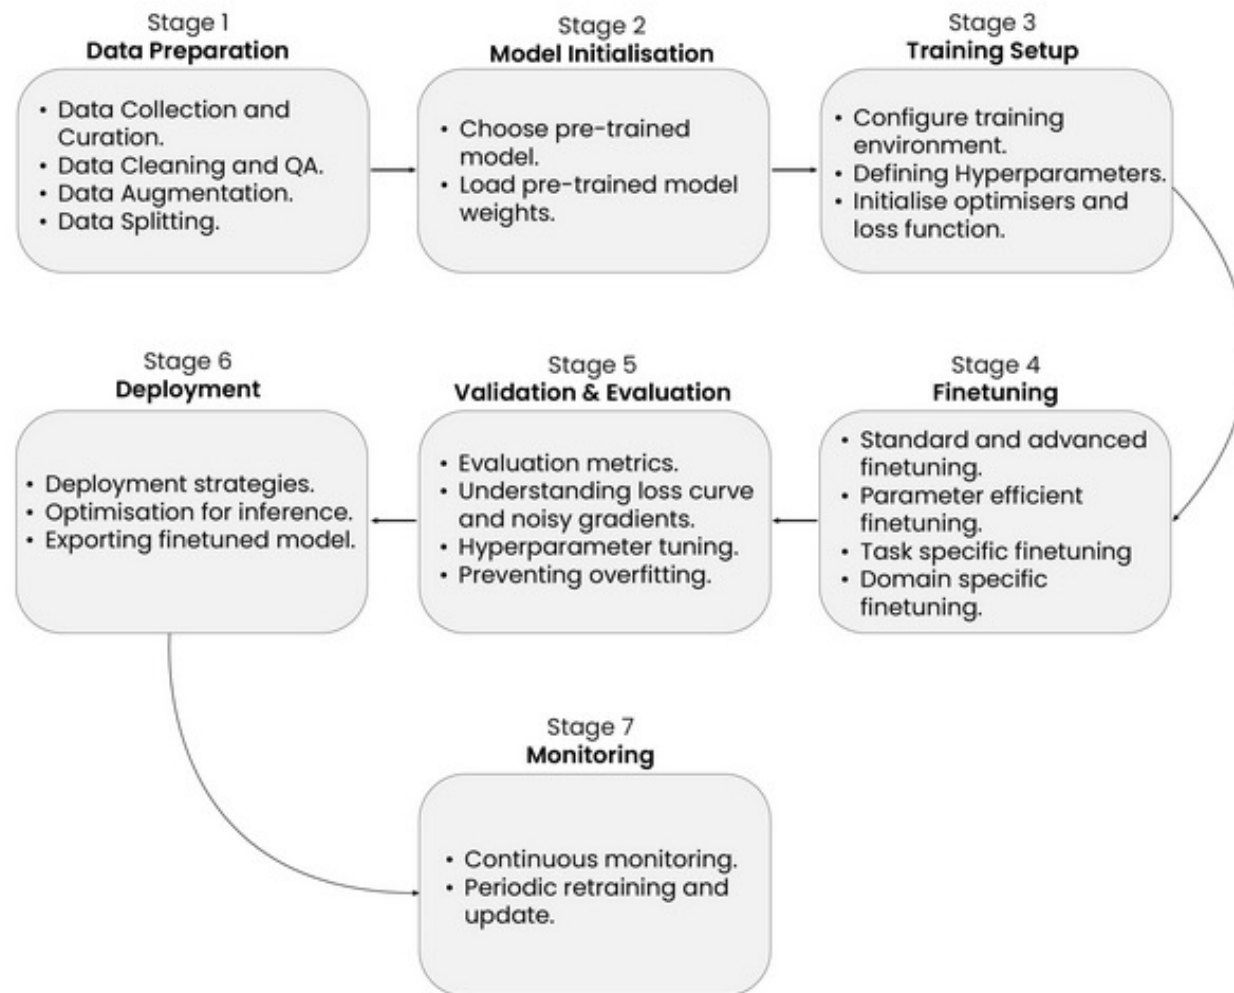 Stage 1
Data Preparation
• Data Collection and
Curation.
• Data Cleaning and QA.
• Data Augmentation.
• Data Splitting.
Stage 2
Model Initialisation
• Choose pre-trained
model.
• Load pre-trained model
weights.
Stage 3
Training Setup
• Configure training
environment.
• Defining Hyperparameters.
• Initialise optimisers and
loss function.
Stage 4
Finetuning
• Standard and advanced
finetuning.
• Parameter efficient
finetuning.
• Task specific finetuning
• Domain specific
finetuning.
Stage 5
Validation & Evaluation
• Evaluation metrics.
• Understanding loss curve
and noisy gradients.
• Hyperparameter tuning.
• Preventing overfitting.
Stage 6
Deployment
• Deployment strategies.
• Optimisation for inference.
• Exporting finetuned model.
Stage 7
Monitoring
• Continuous monitoring.
• Periodic retraining and
update.